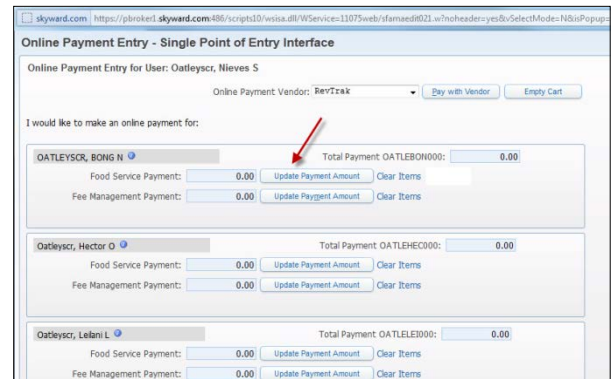 skyward.com https://pbroker1.skyward.com:486/scripts10/wsisa.dll/WService=11075web/sfamaedit021.w?noheader=yes&vSelectMode=N&isPopup=
Online Payment Entry - Single Point of Entry Interface
Online Payment Entry for User: Oatleyscr, Nieves S
Online Payment Vendor: RevTrak Pay with Vendor Empty Cart
I would like to make an online payment for:
OATLEYSCR, BONG N Total Payment OATLEBON000: 0.00
Food Service Payment: 0.00 Update Payment Amount Clear Items
Fee Management Payment: 0.00 Update Payment Amount Clear Items
Oatleyscr, Hector O Total Payment OATLEHEC000: 0.00
Food Service Payment: 0.00 Update Payment Amount Clear Items
Fee Management Payment: 0.00 Update Payment Amount Clear Items
Oatleyscr, Leilani L Total Payment OATLELEI000: 0.00
Food Service Payment: 0.00 Update Payment Amount Clear Items
Fee Management Payment: 0.00 Update Payment Amount Clear Items